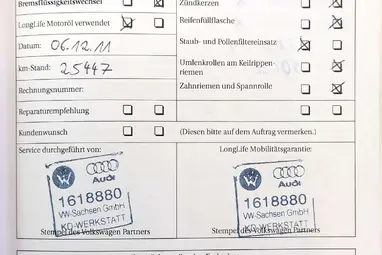 Bremsflüssigkeitswechsel
Zündkerzen
LongLife Motoröl verwendet
Reifenfüllflasche
Datum: 06.12.11
Staub- und Pollenfiltereinsatz
km-Stand: 25447
Umlenkrollen am Keilrippen-
riemen
Rechnungsnummer:
Zahnriemen und Spannrolle
Reparaturempfehlung
Kundenwunsch
(Diesen bitte auf dem Auftrag vermerken.)
Service durchgeführt von:
LongLife Mobilitätsgarantie:
Audi
1618880
VW-Sachsen GmbH
KD-WERKSTATT
Stempel des Volkswagen Partners
Audi
1618880
VW-Sachsen GmbH
KD-WERKSTATT
Stempel des Volkswagen Partners